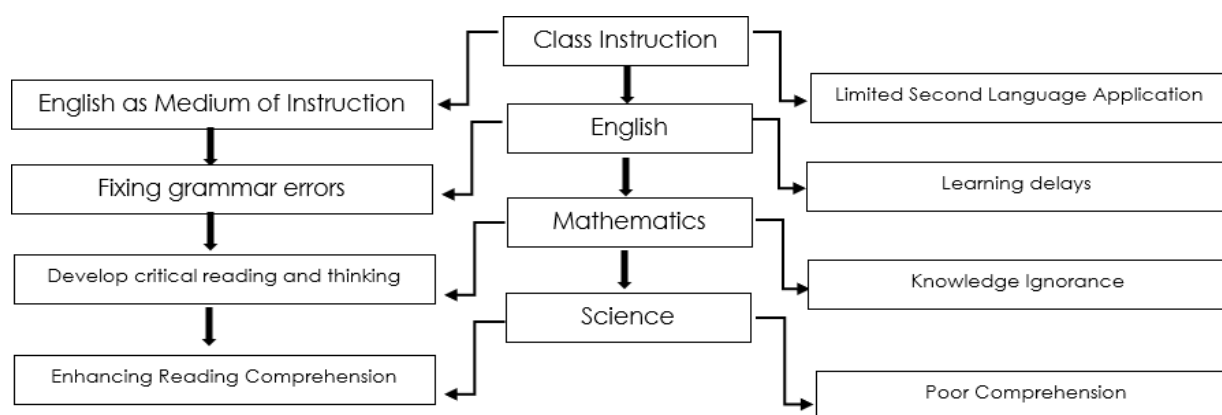 Class Instruction
English as Medium of Instruction
Limited Second Language Application
English
Fixing grammar errors
Learning delays
Mathematics
Develop critical reading and thinking
Knowledge Ignorance
Science
Enhancing Reading Comprehension
Poor Comprehension